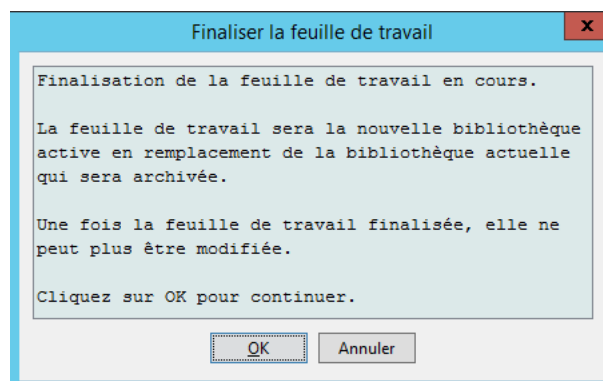 Finaliser la feuille de travail
x
Finalisation de la feuille de travail en cours.
La feuille de travail sera la nouvelle bibliothèque
active en remplacement de la bibliothèque actuelle
qui sera archivée.
Une fois la feuille de travail finalisée, elle ne
peut plus être modifiée.
Cliquez sur OK pour continuer.
OK
Annuler